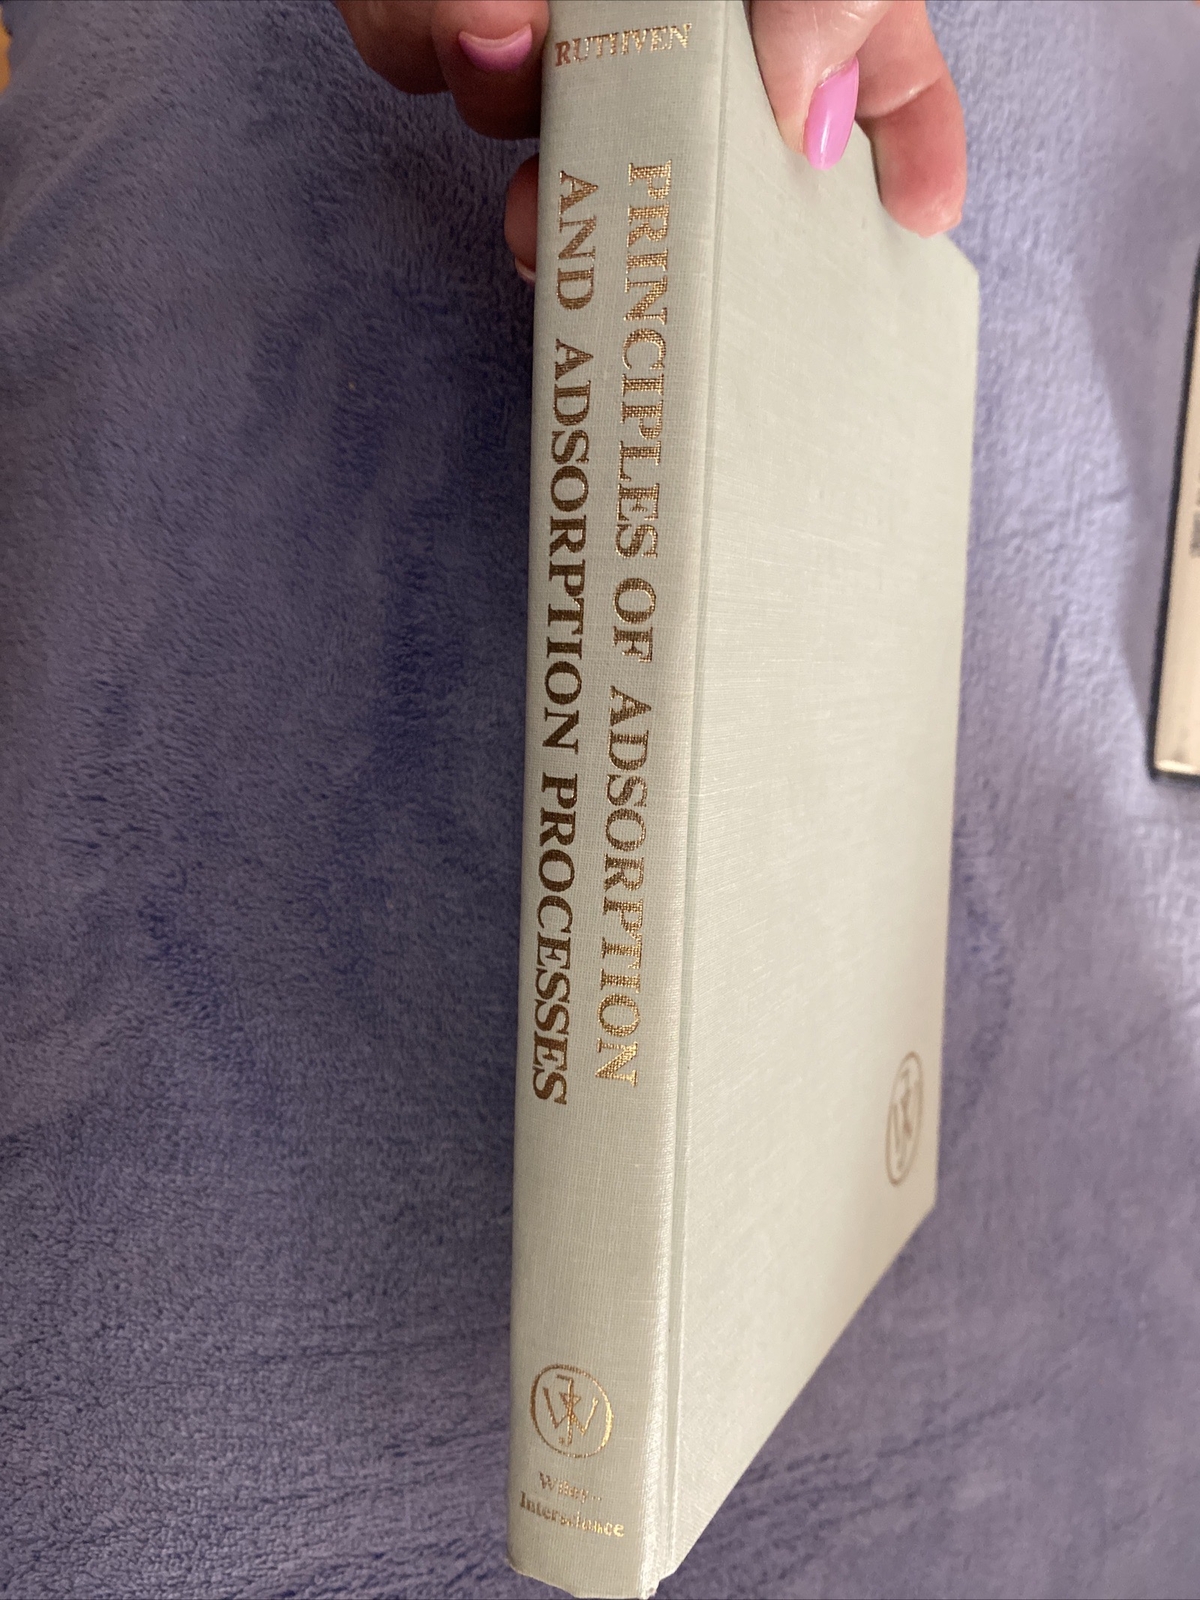 RUTHVEN
PRINCIPLES OF ADSORPTION
AND ADSORPTION PROCESSES
Wiley-
Interscience